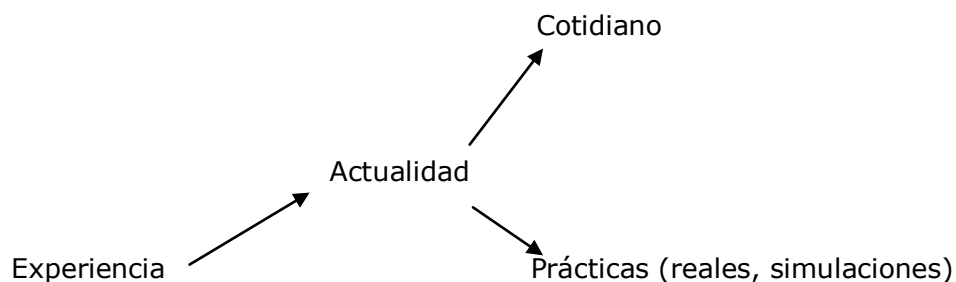 Cotidiano
Actualidad
Experiencia
Prácticas (reales, simulaciones)